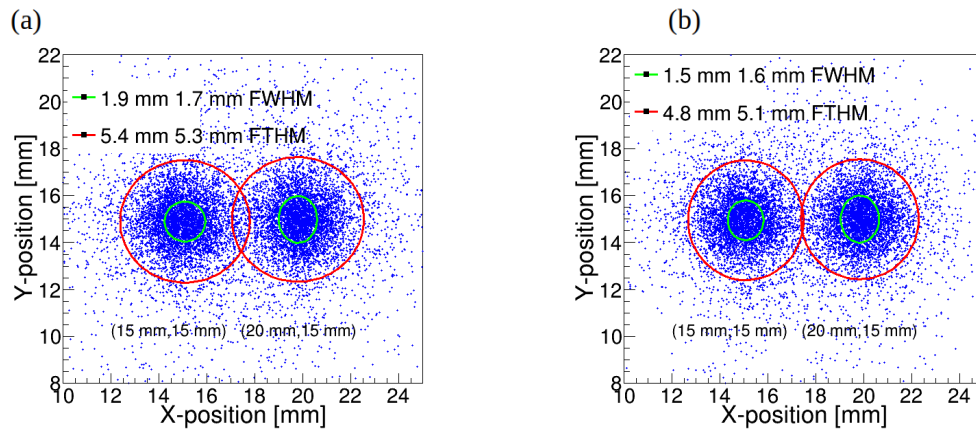 (a)
22
20
18
16
14
12
10
8
Y-position [mm]
1.9 mm 1.7 mm FWHM
5.4 mm 5.3 mm FTHM
(15 mm,15 mm) (20 mm,15 mm)
10 12 14 16 18 20 22 24
X-position [mm]
(b)
22
20
18
16
14
12
10
8
Y-position [mm]
1.5 mm 1.6 mm FWHM
4.8 mm 5.1 mm FTHM
(15 mm,15 mm) (20 mm,15 mm)
10 12 14 16 18 20 22 24
X-position [mm]